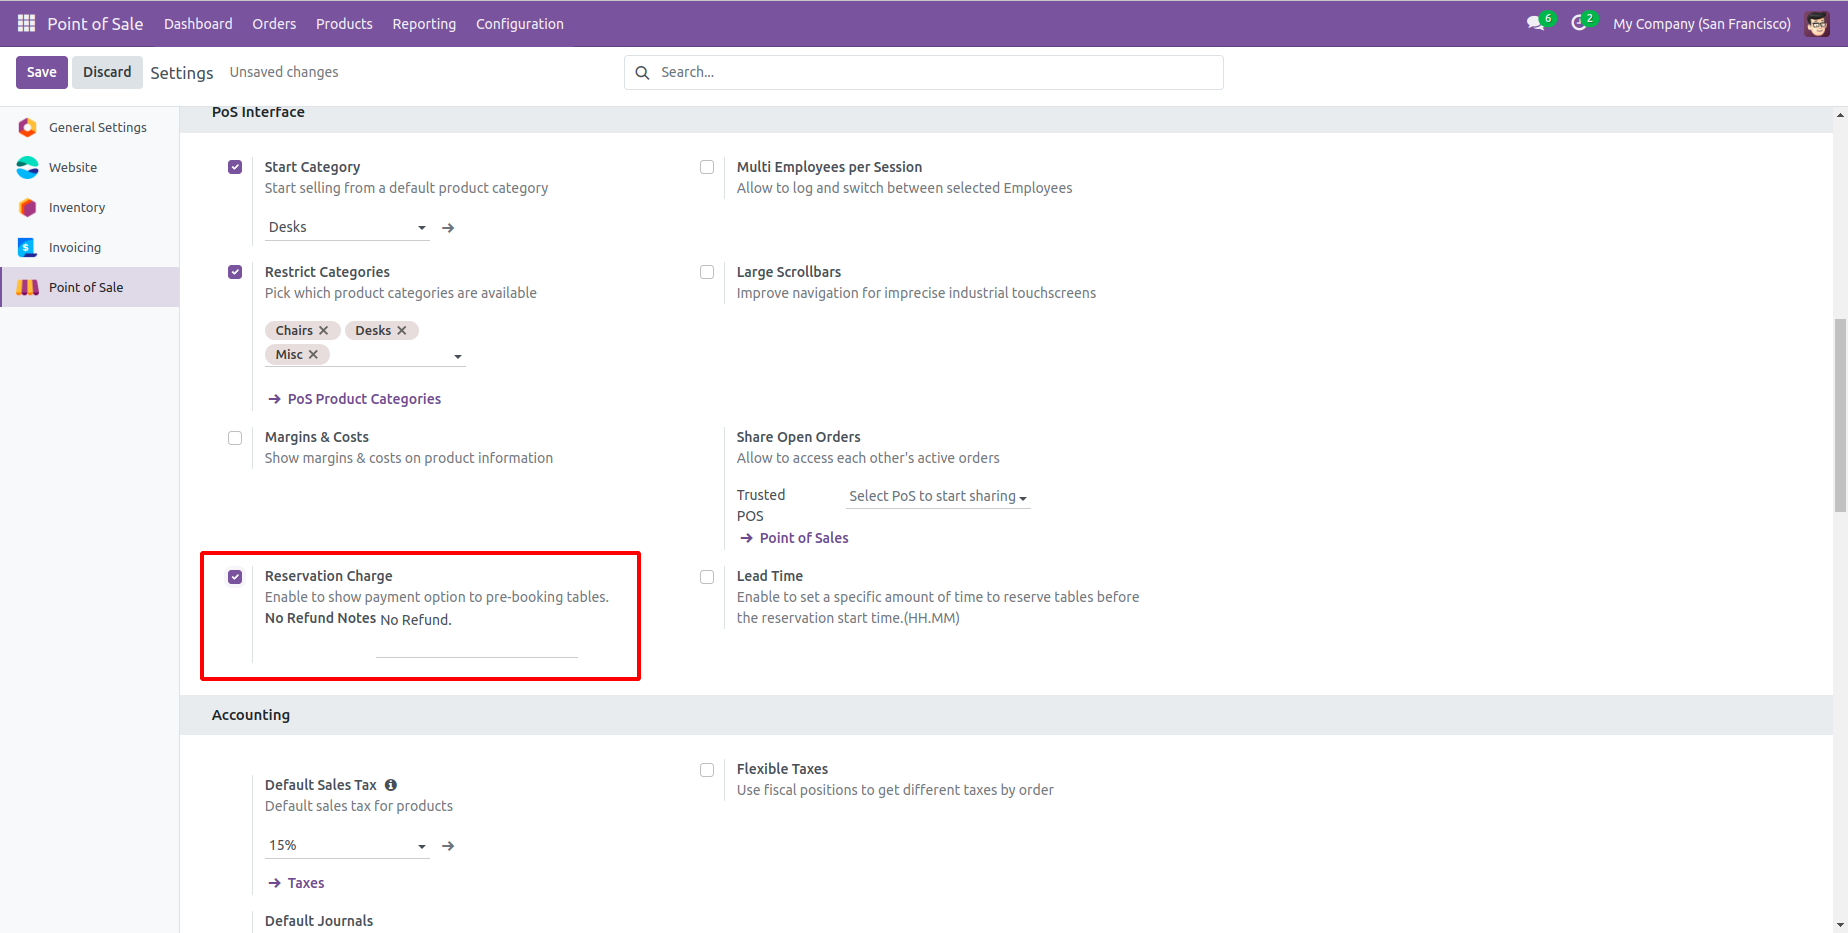 Point of Sale Dashboard Orders Products Reporting Configuration 6 2 My Company (San Francisco)
Save Discard Settings Unsaved changes Search...
General Settings
Website
Inventory
Invoicing
Point of Sale
PoS Interface
Start Category
Start selling from a default product category
Desks
Multi Employees per Session
Allow to log and switch between selected Employees
Restrict Categories
Pick which product categories are available
Chairs Desks
Misc
PoS Product Categories
Large Scrollbars
Improve navigation for imprecise industrial touchscreens
Margins & Costs
Show margins & costs on product information
Share Open Orders
Allow to access each other's active orders
Trusted
POS
Select PoS to start sharing
Point of Sales
Reservation Charge
Enable to show payment option to pre-booking tables.
No Refund Notes No Refund.
Lead Time
Enable to set a specific amount of time to reserve tables before
the reservation start time.(HH.MM)
Accounting
Default Sales Tax
Default sales tax for products
15%
Taxes
Flexible Taxes
Use fiscal positions to get different taxes by order
Default Journals